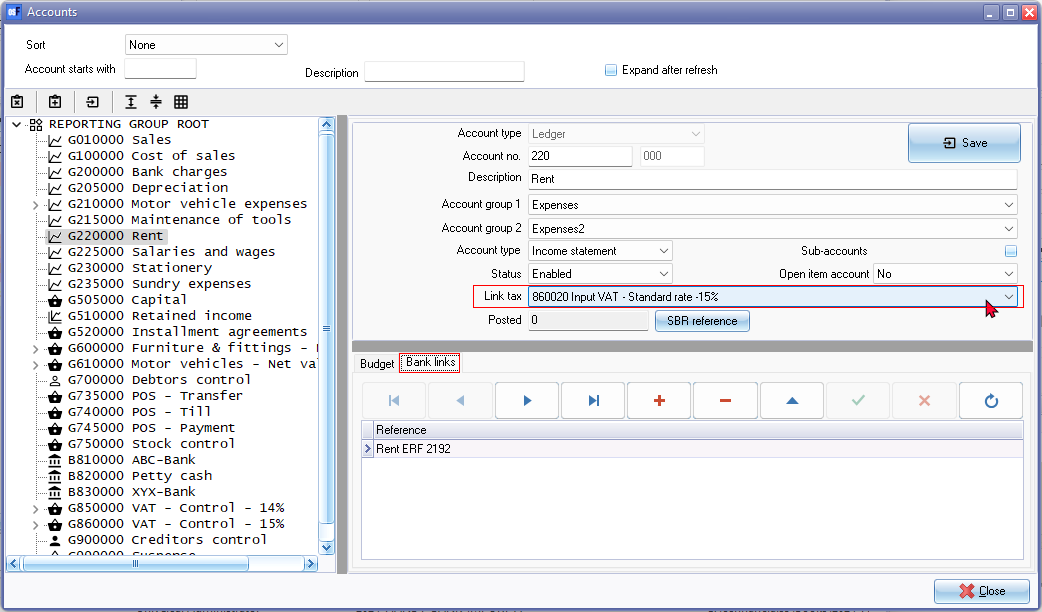 Accounts
Sort
None
Account starts with
Description
Expand after refresh
REPORTING GROUP ROOT
G010000 Sales
G100000 Cost of sales
G200000 Bank charges
G205000 Depreciation
G210000 Motor vehicle expenses
G215000 Maintenance of tools
G220000 Rent
G225000 Salaries and wages
G230000 Stationery
G235000 Sundry expenses
G505000 Capital
G510000 Retained income
G520000 Installment agreements
G600000 Furniture & fittings -
G610000 Motor vehicles - Net va
G700000 Debtors control
G735000 POS - Transfer
G740000 POS - Till
G745000 POS - Payment
G750000 Stock control
B810000 ABC-Bank
B820000 Petty cash
B830000 XYX-Bank
G850000 VAT - Control - 14%
G860000 VAT - Control - 15%
G900000 Creditors control
Account type Ledger
Save
Account no. 220 000
Description Rent
Account group 1 Expenses
Account group 2 Expenses2
Account type Income statement
Sub-accounts
Status Enabled
Open item account No
Link tax 860020 Input VAT - Standard rate -15%
Posted 0
SBR reference
Budget Bank links
Reference
Rent ERF 2192
Close